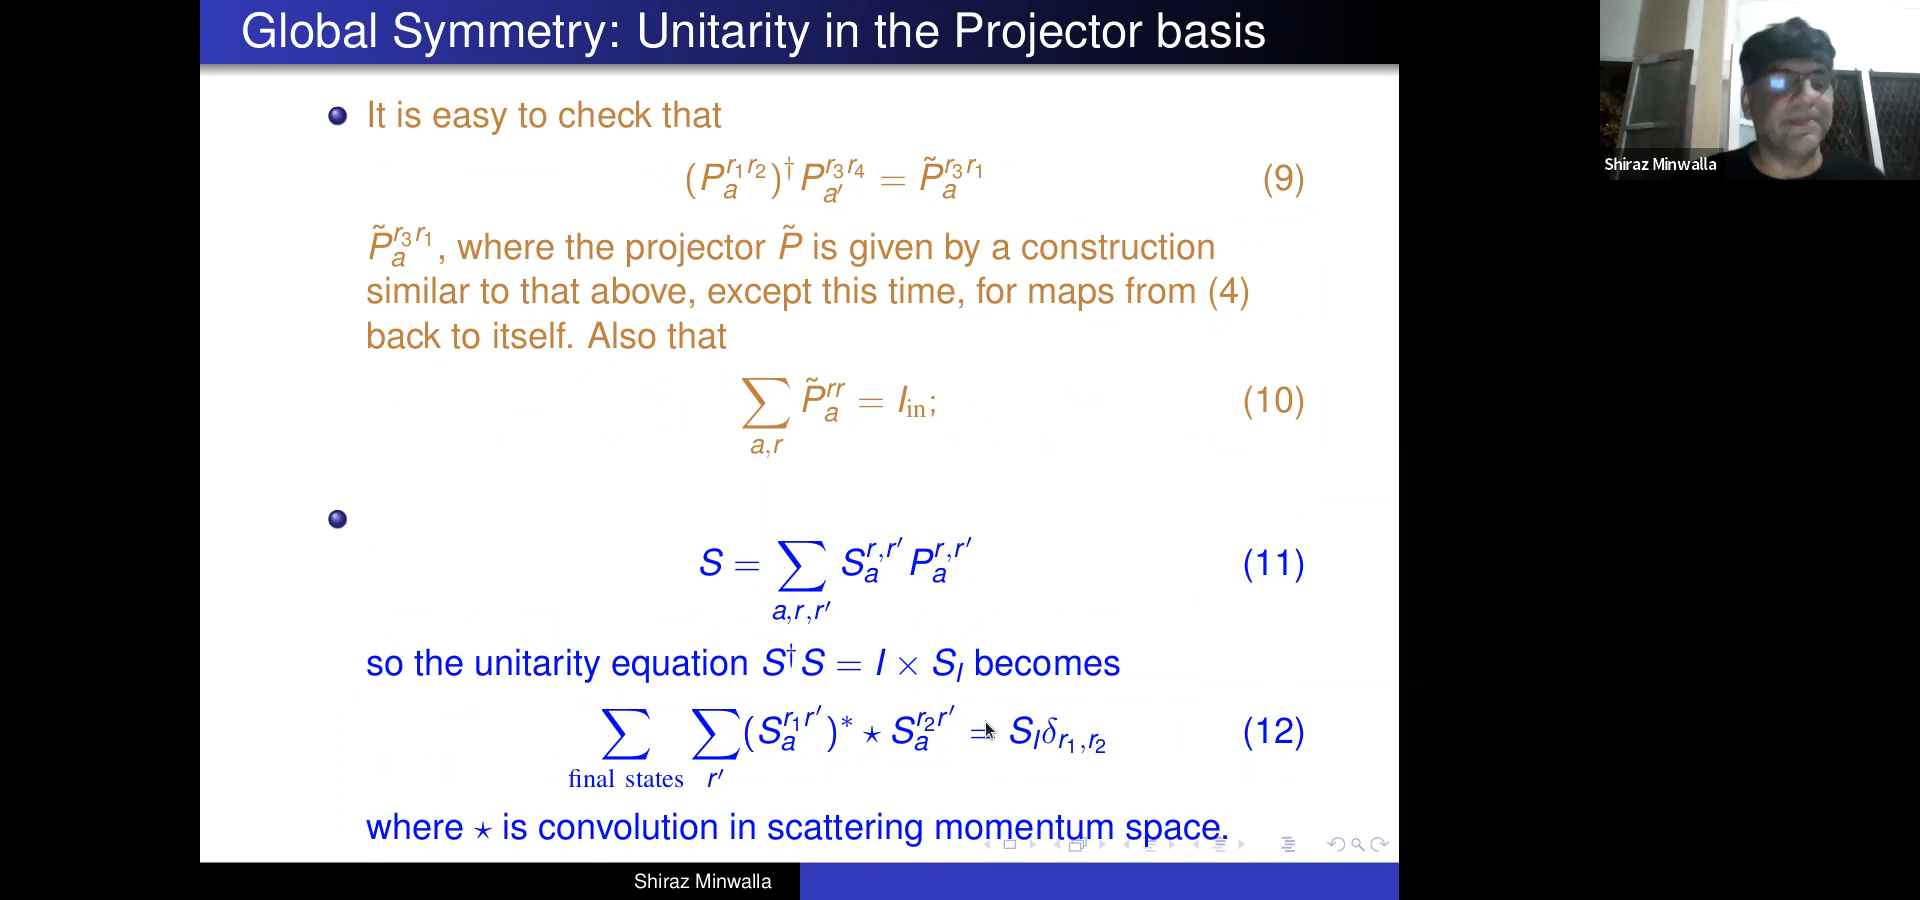 Global Symmetry: Unitarity in the Projector basis
It is easy to check that
(P_a^{r_1 r_2})^† P_{a'}^{r_3 r_4} = P̃_a^{r_3 r_1} (9)
P̃_a^{r_3 r_1}, where the projector P̃ is given by a construction
similar to that above, except this time, for maps from (4)
back to itself. Also that
∑_{a,r} P̃_a^{rr} = I_in; (10)
S = ∑_{a,r,r'} S_a^{r,r'} P_a^{r,r'} (11)
so the unitarity equation S^†S = I × S_I becomes
∑_{final states} ∑_{r'} (S_a^{r_1 r'})^* ⋆ S_a^{r_2 r'} = S_I δ_{r_1,r_2} (12)
where ⋆ is convolution in scattering momentum space.
Shiraz Minwalla
Shiraz Minwalla